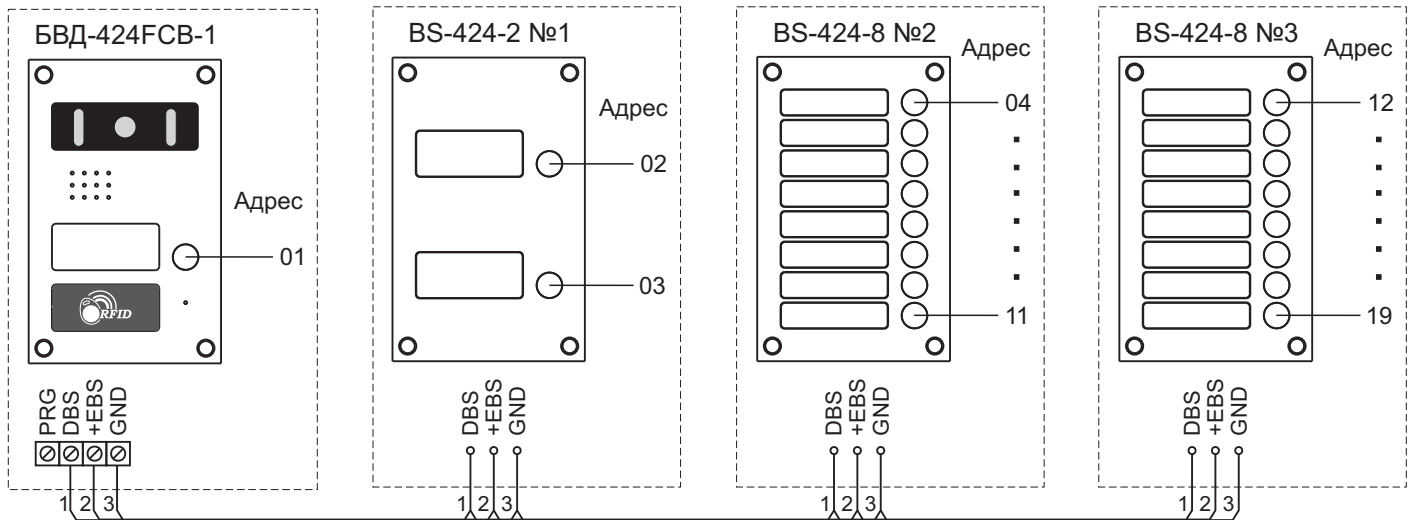 БВД-424FCB-1
Адрес
01
RFID
PRG
DBS
+EBS
GND
1 2 3
BS-424-2 №1
Адрес
02
03
DBS
+EBS
GND
1 2 3
BS-424-8 №2
Адрес
04
11
DBS
+EBS
GND
1 2 3
BS-424-8 №3
Адрес
12
19
DBS
+EBS
GND
1 2 3